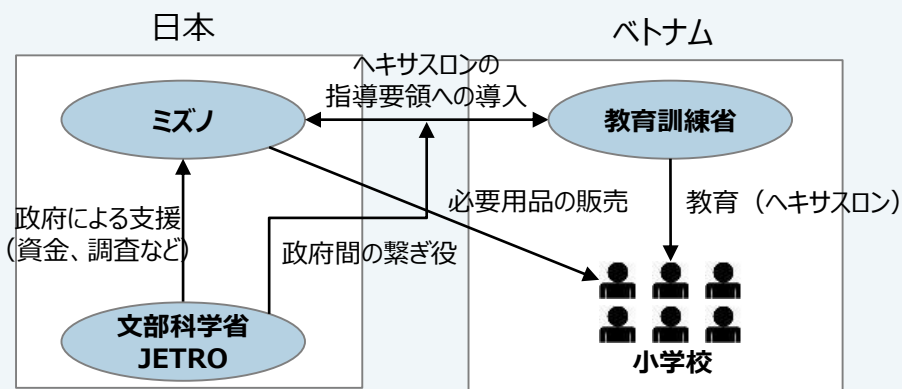 日本
ベトナム
ヘキサスロンの
指導要領への導入
ミズノ
教育訓練省
政府による支援
(資金、調査など)
政府間の繋ぎ役
必要用品の販売
教育（ヘキサスロン）
文部科学省
JETRO
小学校